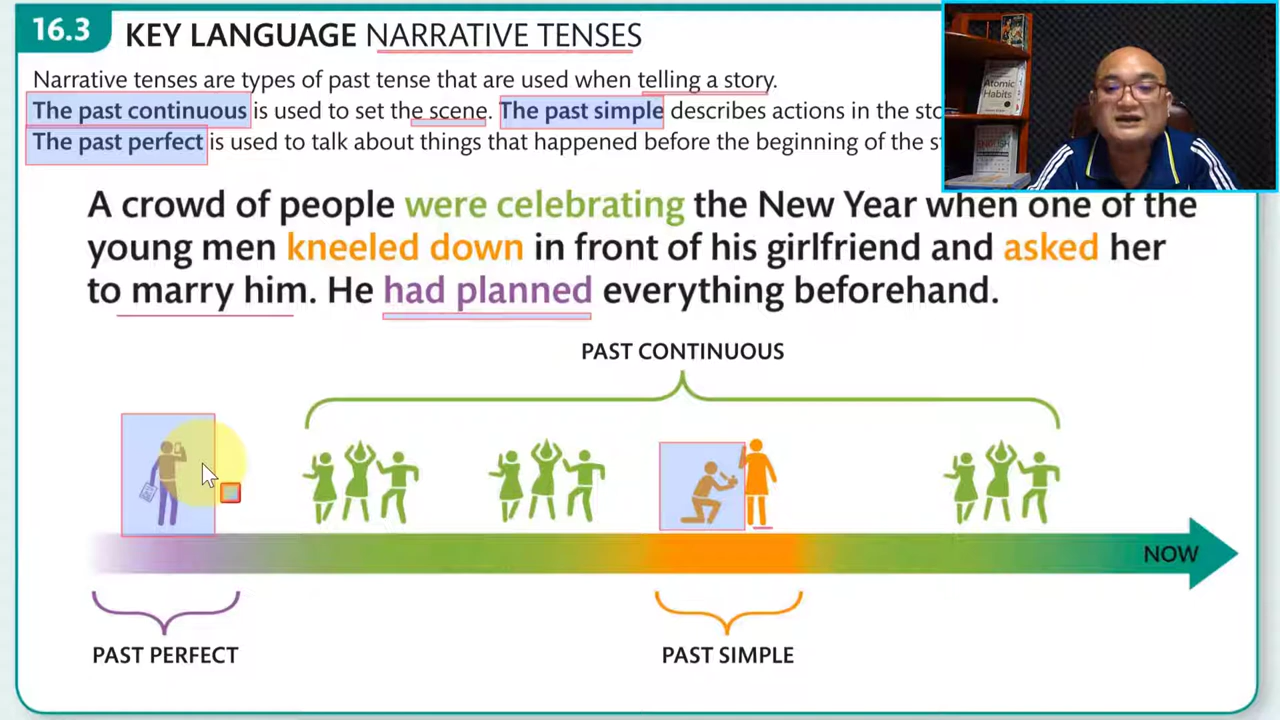 16.3 KEY LANGUAGE NARRATIVE TENSES
Narrative tenses are types of past tense that are used when telling a story.
The past continuous is used to set the scene. The past simple describes actions in the
The past perfect is used to talk about things that happened before the beginning of the
Atomic
Habits
ENGLISH
A crowd of people were celebrating the New Year when one of the
young men kneeled down in front of his girlfriend and asked her
to marry him. He had planned everything beforehand.
PAST CONTINUOUS
NOW
PAST PERFECT
PAST SIMPLE